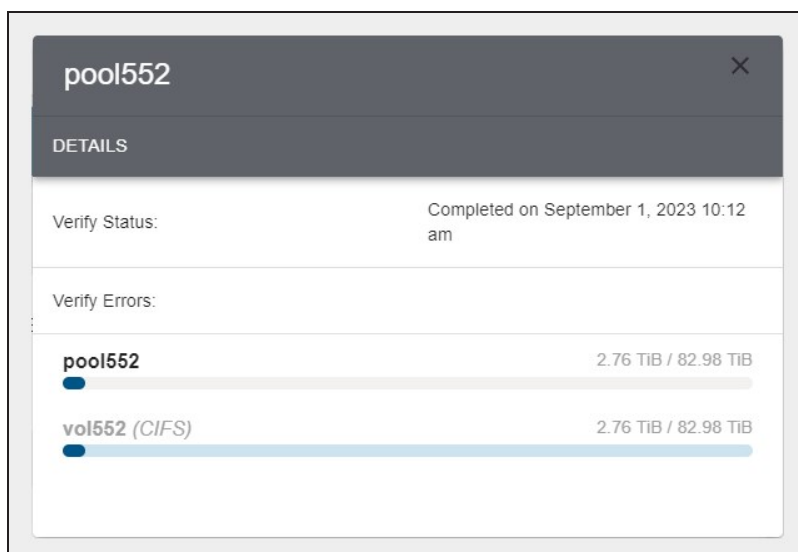 pool552
DETAILS
Verify Status:
Completed on September 1, 2023 10:12
am
Verify Errors:
pool552 2.76 TiB / 82.98 TiB
vol552 (CIFS) 2.76 TiB / 82.98 TiB